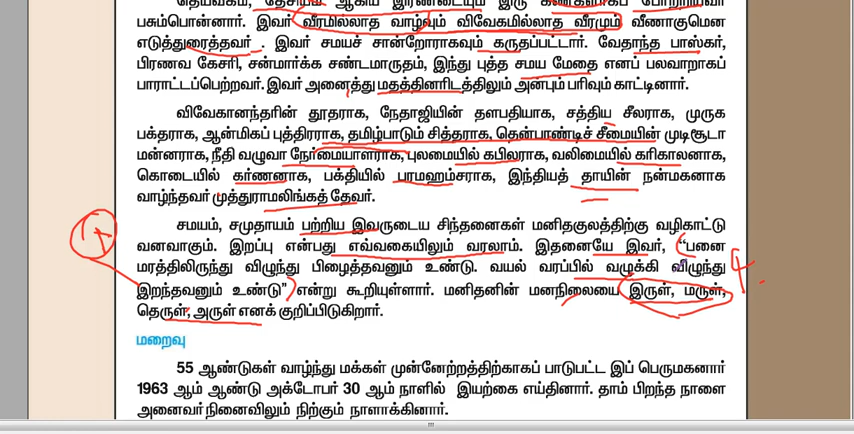 தெய்வீகம், தேசியம் ஆகிய இரண்டையும் இரு கண்களாகப் போற்றியவர்
பசும்பொன்னார். இவர் வீரமில்லாத வாழ்வும் விவேகமில்லாத வீரமும் வீணாகுமென
எடுத்துரைத்தவர் . இவர் சமயச் சான்றோராகவும் கருதப்பட்டார். வேதாந்த பாஸ்கர்,
பிரணவ கேசரி, சன்மார்க்க சண்டமாருதம், இந்து புத்த சமய மேதை எனப் பலவாறாகப்
பாராட்டப்பெற்றவர். இவர் அனைத்து மதத்தினரிடத்திலும் அன்பும் பரிவும் காட்டினார்.
விவேகானந்தரின் தூதராக, நேதாஜியின் தளபதியாக, சத்திய சீலராக, முருக
பக்தராக, ஆன்மிகப் புத்திரராக, தமிழ்பாடும் சித்தராக, தென்பாண்டிச் சீமையின் முடிசூடா
மன்னராக, நீதி வழுவா நேர்மையாளராக, புலமையில் கபிலராக, வலிமையில் கரிகாலனாக,
கொடையில் கர்ணனாக, பக்தியில் பரமஹம்சராக, இந்தியத் தாயின் நன்மகனாக
வாழ்ந்தவர் முத்துராமலிங்கத் தேவர்.
சமயம், சமுதாயம் பற்றிய இவருடைய சிந்தனைகள் மனிதகுலத்திற்கு வழிகாட்டு
வனவாகும். இறப்பு என்பது எவ்வகையிலும் வரலாம். இதனையே இவர், “பனை
மரத்திலிருந்து விழுந்து பிழைத்தவனும் உண்டு. வயல் வரப்பில் வழுக்கி விழுந்து
இறந்தவனும் உண்டு” என்று கூறியுள்ளார். மனிதனின் மனநிலையை இருள், மருள்,
தெருள், அருள் எனக் குறிப்பிடுகிறார்.
மறைவு
55 ஆண்டுகள் வாழ்ந்து மக்கள் முன்னேற்றத்திற்காகப் பாடுபட்ட இப் பெருமகனார்
1963 ஆம் ஆண்டு அக்டோபர் 30 ஆம் நாளில் இயற்கை எய்தினார். தாம் பிறந்த நாளை
அனைவர் நினைவிலும் நிற்கும் நாளாக்கினார்.